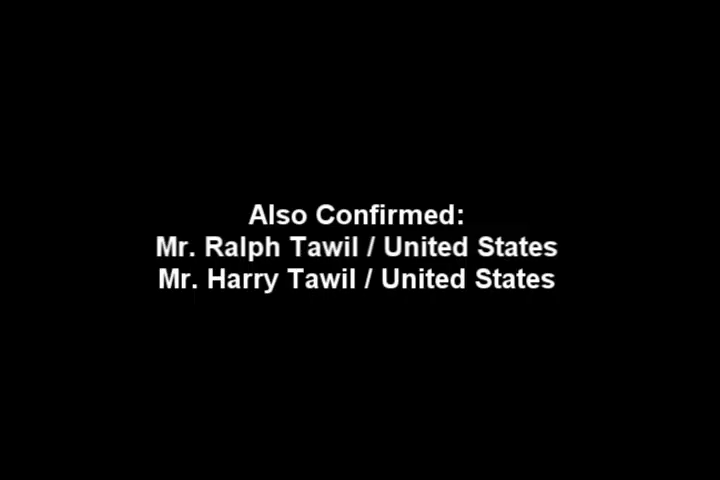 Also Confirmed:
Mr. Ralph Tawil / United States
Mr. Harry Tawil / United States